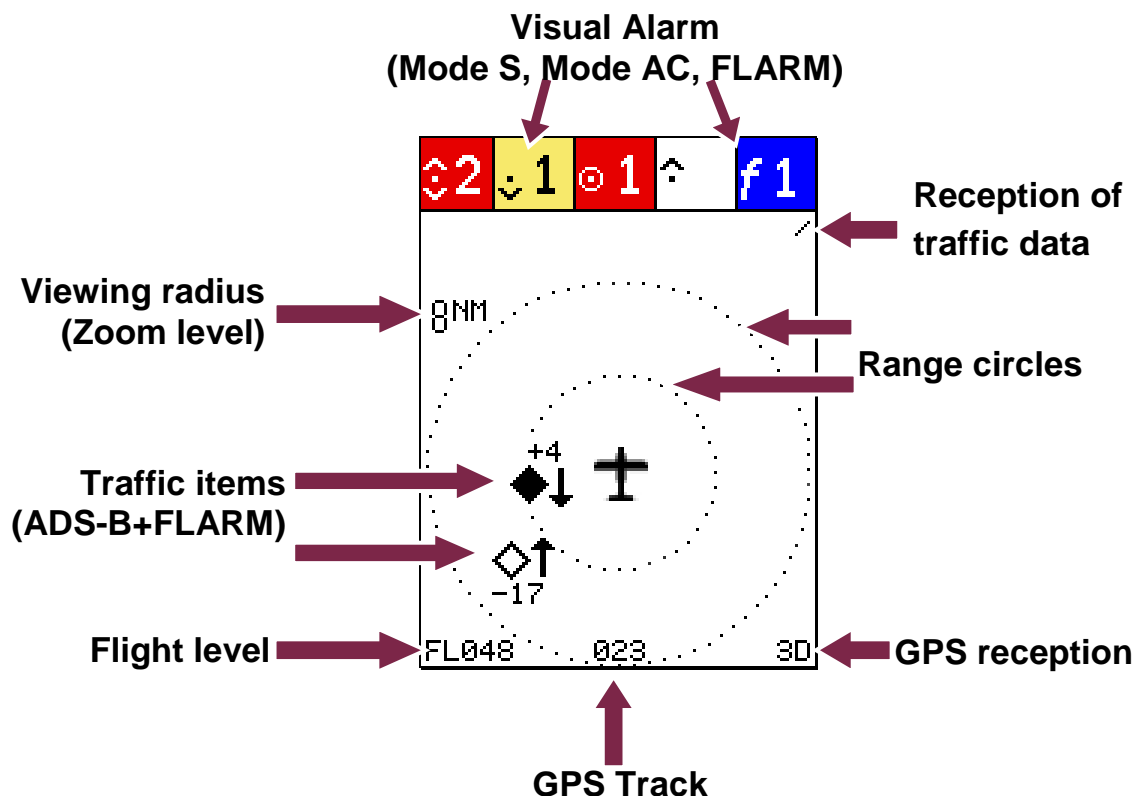 Visual Alarm
(Mode S, Mode AC, FLARM)
2 1 1 f1
Reception of
traffic data
Viewing radius
(Zoom level)
8NM
Range circles
+4
Traffic items
(ADS-B+FLARM)
-17
Flight level
FL048 023 3D
GPS reception
GPS Track